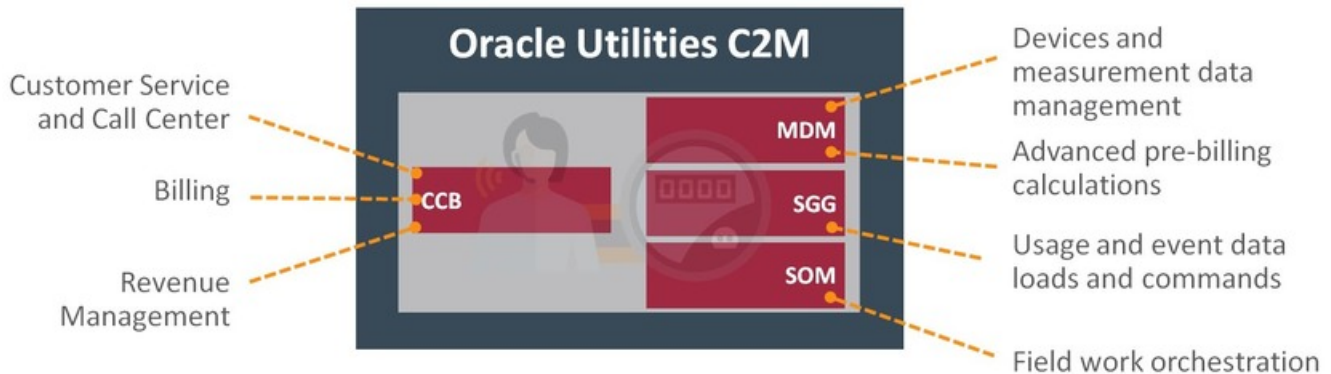 Oracle Utilities C2M
Customer Service
and Call Center
Billing
Revenue
Management
CCB
MDM
SGG
SOM
0000
Devices and
measurement data
management
Advanced pre-billing
calculations
Usage and event data
loads and commands
Field work orchestration